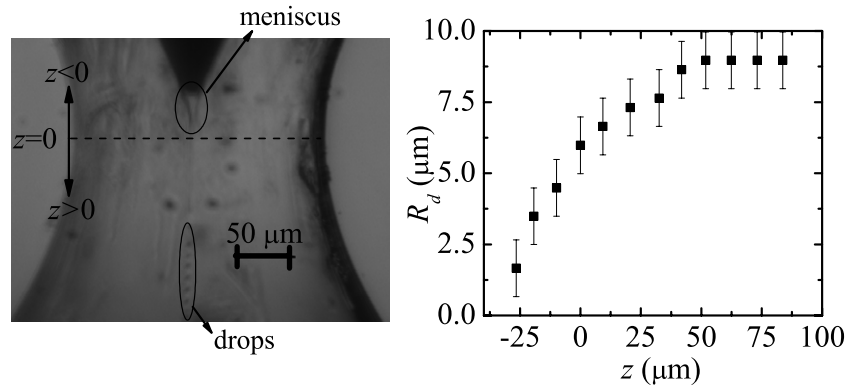 meniscus
z<0
z=0
z>0
50 μm
drops
10.0
7.5
5.0
2.5
0.0
R_d (μm)
-25 0 25 50 75 100
z (μm)